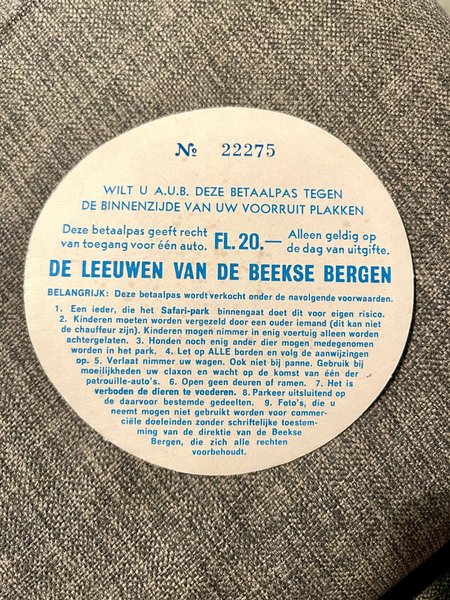 № 22275
WILT U A.U.B. DEZE BETAALPAS TEGEN
DE BINNENZIJDE VAN UW VOORRUIT PLAKKEN
Deze betaalpas geeft recht
van toegang voor één auto.
FL. 20.—
Alleen geldig op
de dag van uitgifte.
DE LEEUWEN VAN DE BEEKSE BERGEN
BELANGRIJK: Deze betaalpas wordt verkocht onder de navolgende voorwaarden.
1. Een ieder, die het Safari-park binnengaat doet dit voor eigen risico.
2. Kinderen moeten worden vergezeld door een ouder iemand (dit kan niet
de chauffeur zijn). Kinderen mogen nimmer in enig voertuig alleen worden
achtergelaten. 3. Honden noch enig ander dier mogen medegenomen
worden in het park. 4. Let op ALLE borden en volg de aanwijzingen
op. 5. Verlaat nimmer uw wagen. Ook niet bij panne. Gebruik bij
moeilijkheden uw claxon en wacht op de komst van één der
patrouille-auto's. 6. Open geen deuren of ramen. 7. Het is
verboden de dieren te voederen. 8. Parkeer uitsluitend op
de daarvoor bestemde gedeelten. 9. Foto's, die u
neemt mogen niet gebruikt worden voor commer-
ciële doeleinden zonder schriftelijke toestem-
ming van de direktie van de Beekse
Bergen, die zich alle rechten
voorbehoudt.